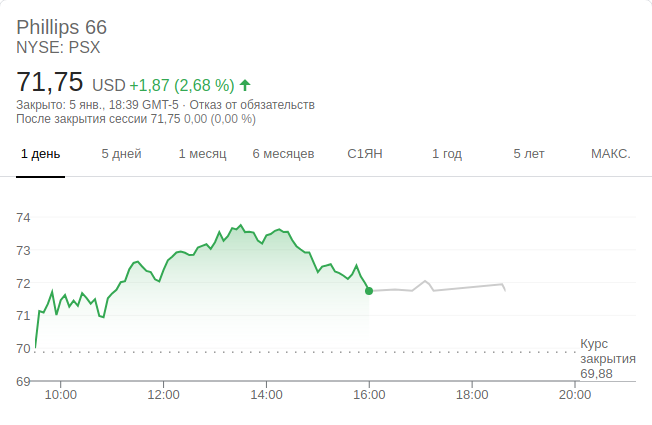 Phillips 66
NYSE: PSX
71,75 USD +1,87 (2,68 %)
Закрыто: 5 янв., 18:39 GMT-5 · Отказ от обязательств
После закрытия сессии 71,75 0,00 (0,00 %)
1 день 5 дней 1 месяц 6 месяцев С1ЯН 1 год 5 лет МАКС.
74
73
72
71
70
Курс
закрытия
69,88
69
10:00 12:00 14:00 16:00 18:00 20:00